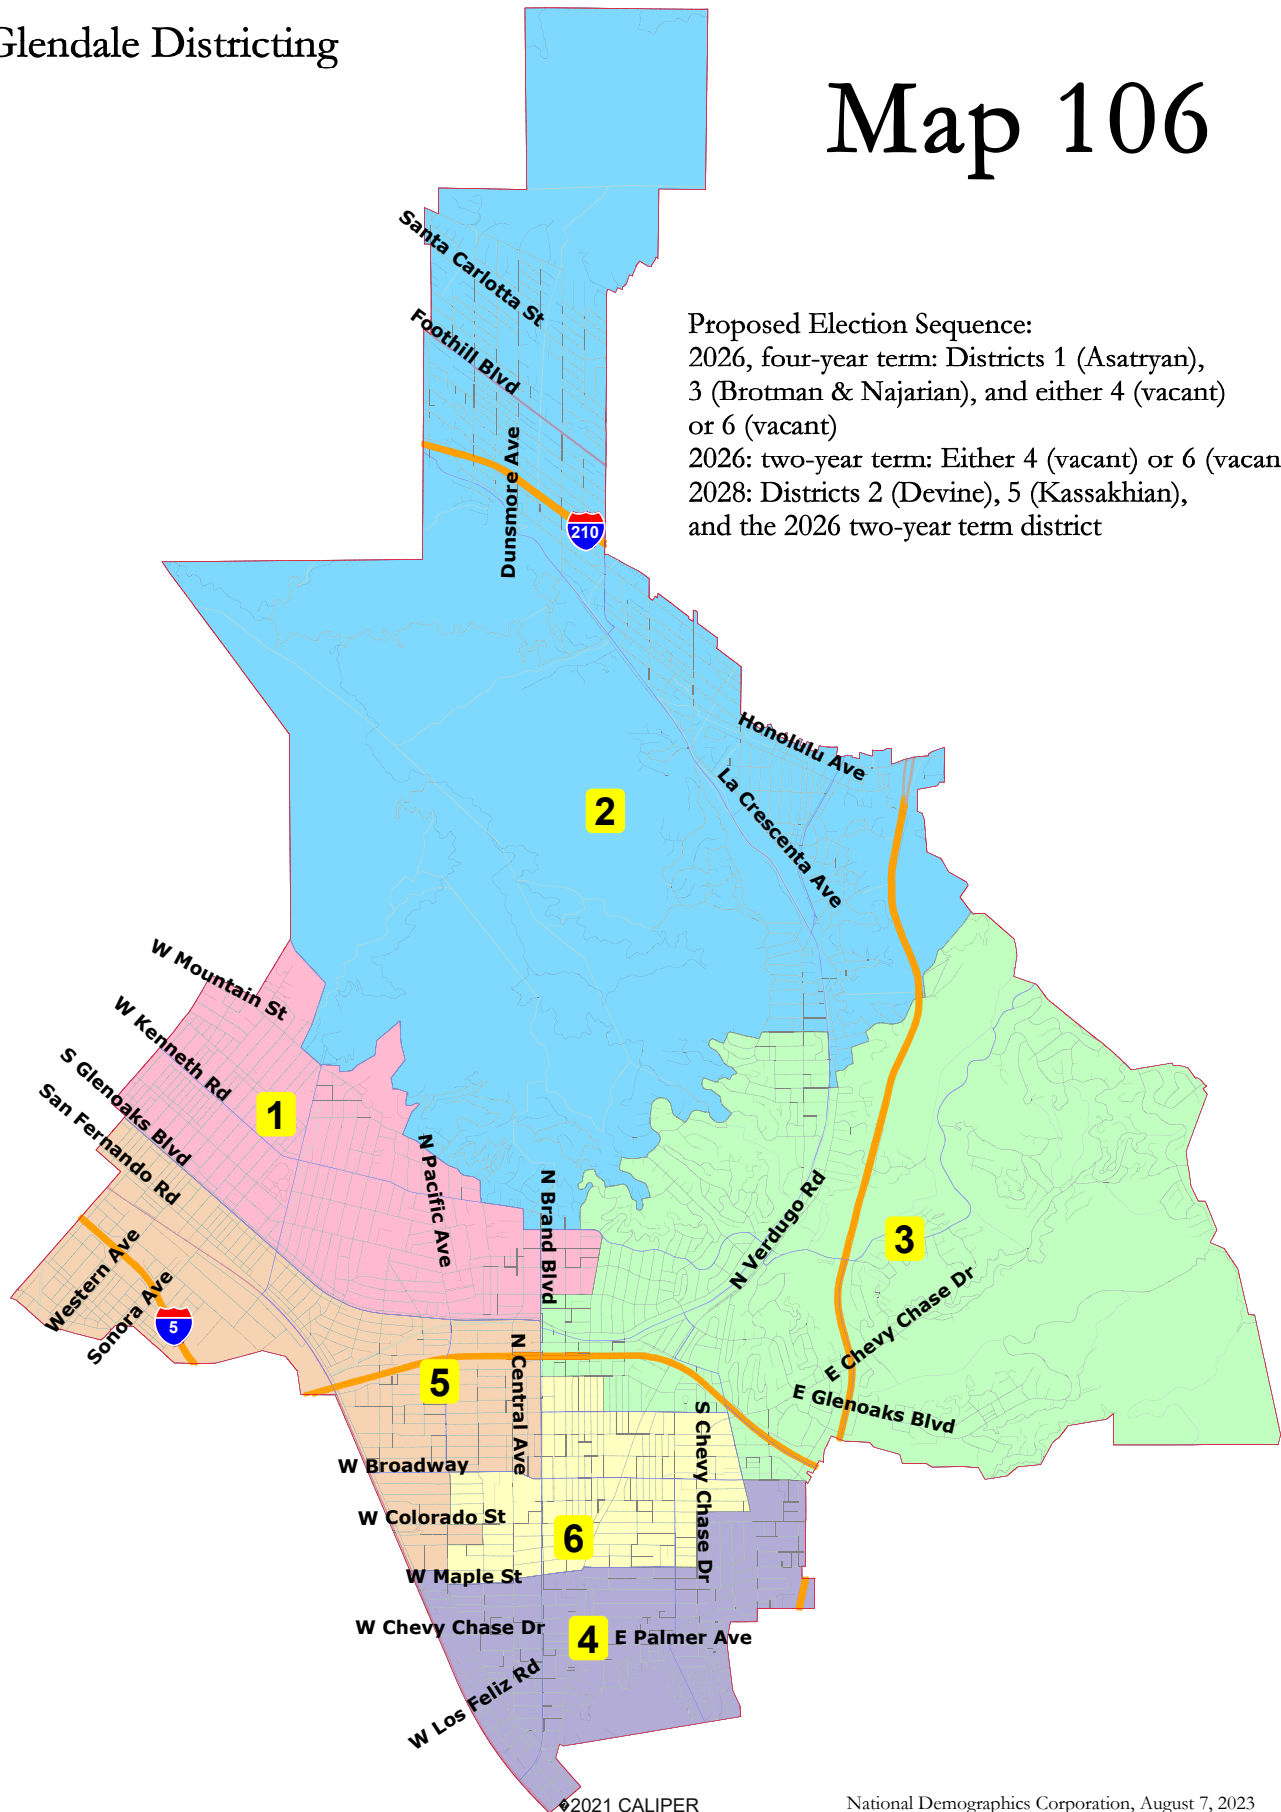 Glendale Districting
Map 106
Santa Carlotta St
Foothill Blvd
Proposed Election Sequence:
2026, four-year term: Districts 1 (Asatryan),
3 (Brotman & Najarian), and either 4 (vacant)
or 6 (vacant)
2026: two-year term: Either 4 (vacant) or 6 (vacan
2028: Districts 2 (Devine), 5 (Kassakhian),
and the 2026 two-year term district
Dunsmore Ave
210
Honolulu Ave
La Crescenta Ave
2
W Mountain St
W Kenneth Rd
S Glenoaks Blvd
San Fernando Rd
1
N Pacific Ave
N Brand Blvd
N Verdugo Rd
3
Western Ave
Sonora Ave
5
E Chevy Chase Dr
E Glenoaks Blvd
N Central Ave
5
S Chevy Chase Dr
W Broadway
W Colorado St
6
W Maple St
W Chevy Chase Dr
4
E Palmer Ave
W Los Feliz Rd
�2021 CALIPER
National Demographics Corporation, August 7, 2023